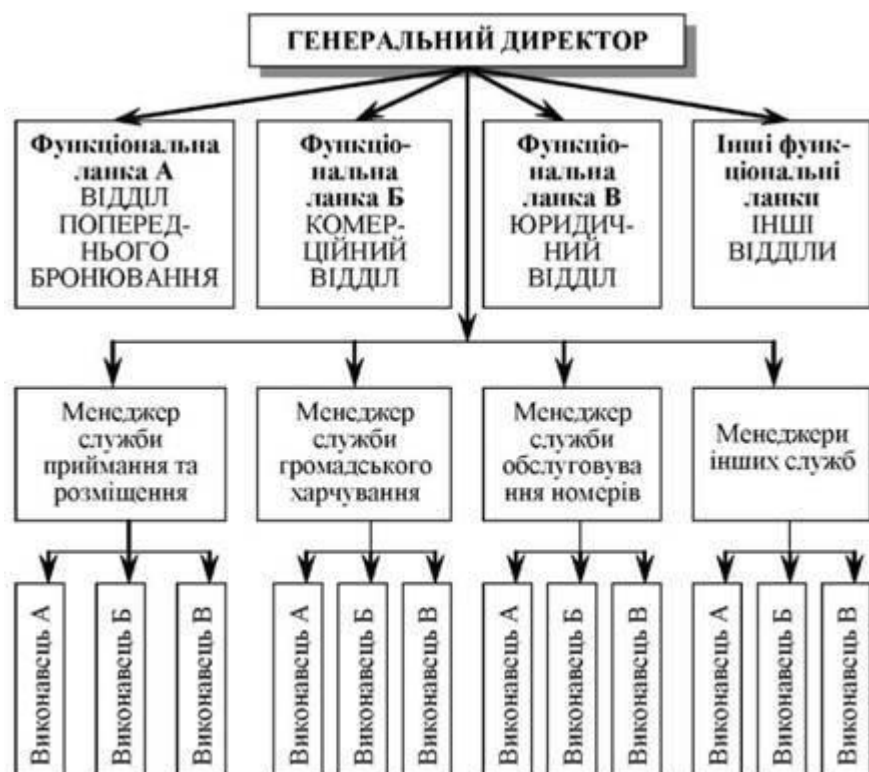 ГЕНЕРАЛЬНИЙ ДИРЕКТОР
Функціональна
ланка А
ВІДДІЛ
ПОПЕРЕД-
НЬОГО
БРОНЮВАННЯ
Функціо-
нальна
ланка Б
КОМЕР-
ЦІЙНИЙ
ВІДДІЛ
Функціо-
нальна
ланка В
ЮРИДИЧ-
НИЙ
ВІДДІЛ
Інші функ-
ціональні
ланки
ІНШІ
ВІДДІЛИ
Менеджер
служби
приймання та
розміщення
Менеджер
служби
громадського
харчування
Менеджер
служби
обслуговува
ння номерів
Менеджери
інших служб
Виконавець А
Виконавець Б
Виконавець В
Виконавець А
Виконавець Б
Виконавець В
Виконавець А
Виконавець Б
Виконавець В
Виконавець А
Виконавець Б
Виконавець В